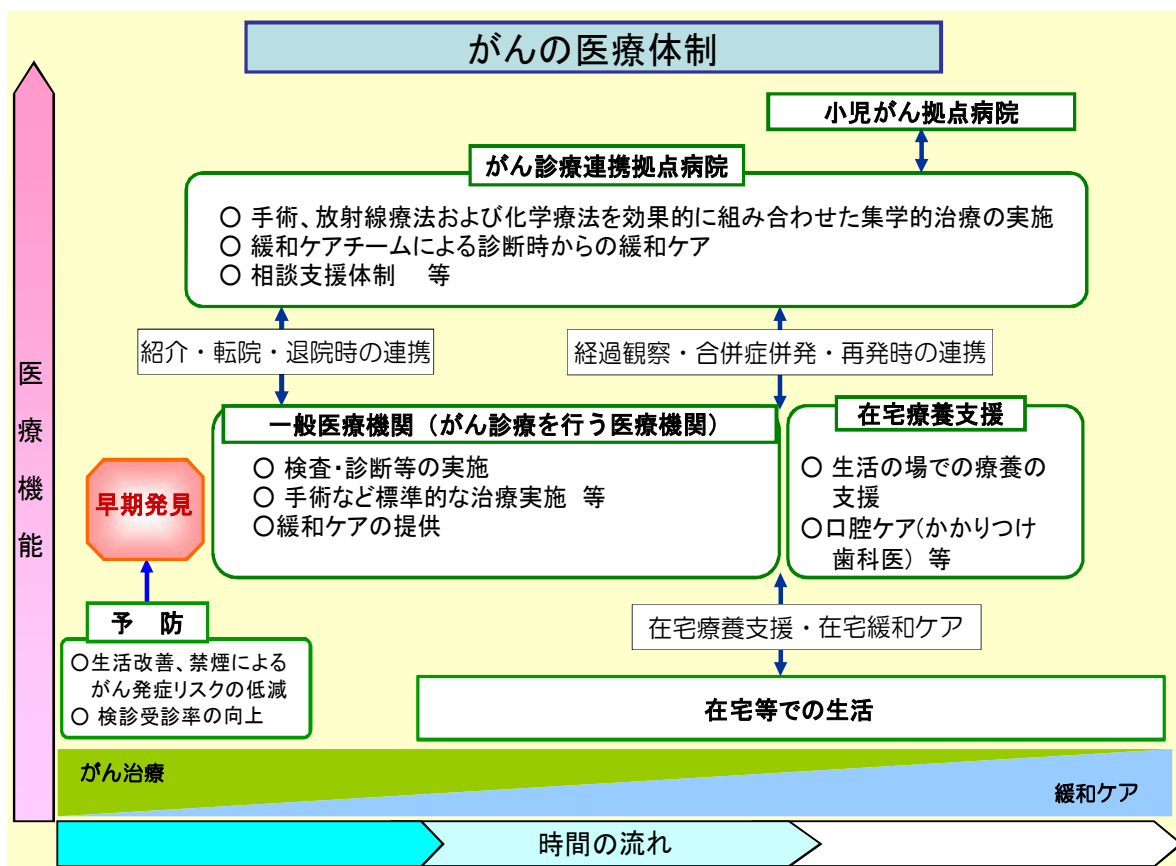 がんの医療体制
小児がん拠点病院
がん診療連携拠点病院
○ 手術、放射線療法および化学療法を効果的に組み合わせた集学的治療の実施
○ 緩和ケアチームによる診断時からの緩和ケア
○ 相談支援体制　等
紹介・転院・退院時の連携
経過観察・合併症併発・再発時の連携
医療機能
一般医療機関（がん診療を行う医療機関）
○ 検査・診断等の実施
○ 手術など標準的な治療実施　等
○緩和ケアの提供
在宅療養支援
○ 生活の場での療養の
支援
○口腔ケア(かかりつけ
歯科医) 等
早期発見
予　防
○生活改善、禁煙による
がん発症リスクの低減
○ 検診受診率の向上
在宅療養支援・在宅緩和ケア
在宅等での生活
がん治療
緩和ケア
時間の流れ